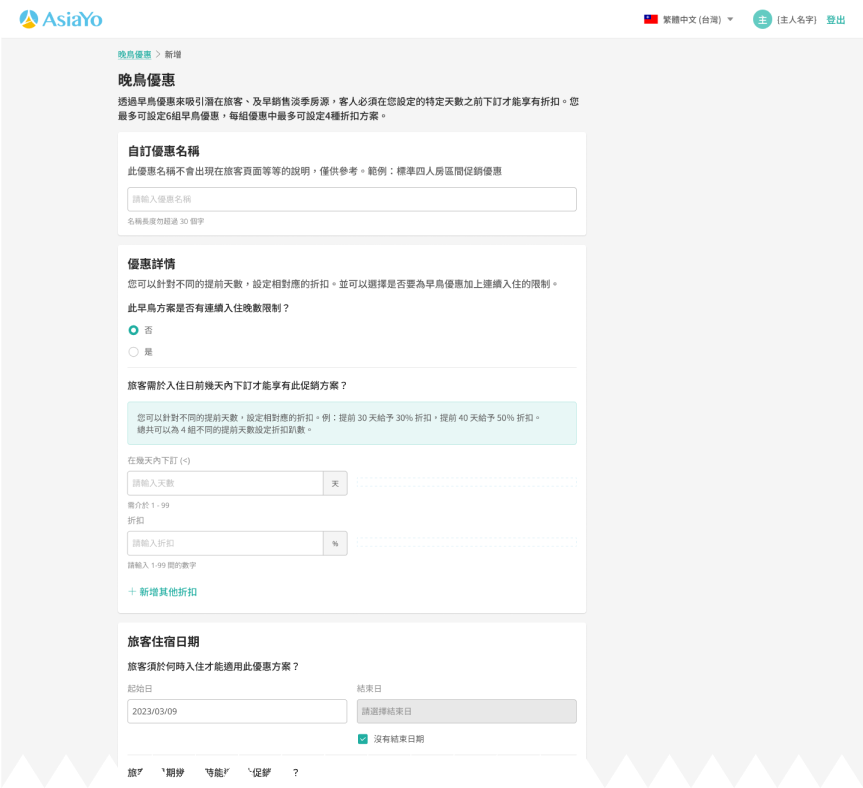 AsiaYo
繁體中文 (台灣)
主
{主人名字}
登出
晚鳥優惠 > 新增
晚鳥優惠
透過早鳥優惠來吸引潛在旅客、及早銷售淡季房源，客人必須在您設定的特定天數之前下訂才能享有折扣。您
最多可設定6組早鳥優惠，每組優惠中最多可設定4種折扣方案。
自訂優惠名稱
此優惠名稱不會出現在旅客頁面等等的說明，僅供參考。範例：標準四人房區間促銷優惠
請輸入優惠名稱
名稱長度勿超過 30 個字
優惠詳情
您可以針對不同的提前天數，設定相對應的折扣。並可以選擇是否要為早鳥優惠加上連續入住的限制。
此早鳥方案是否有連續入住晚數限制？
否
是
旅客需於入住日前幾天內下訂才能享有此促銷方案？
您可以針對不同的提前天數，設定相對應的折扣。例：提前 30 天給予 30% 折扣，提前 40 天給予 50% 折扣。
總共可以為 4 組不同的提前天數設定折扣趴數。
在幾天內下訂 (<)
請輸入天數
天
需介於 1 - 99
折扣
請輸入折扣
%
請輸入 1-99 間的數字
+ 新增其他折扣
旅客住宿日期
旅客須於何時入住才能適用此優惠方案？
起始日
結束日
2023/03/09
請選擇結束日
沒有結束日期